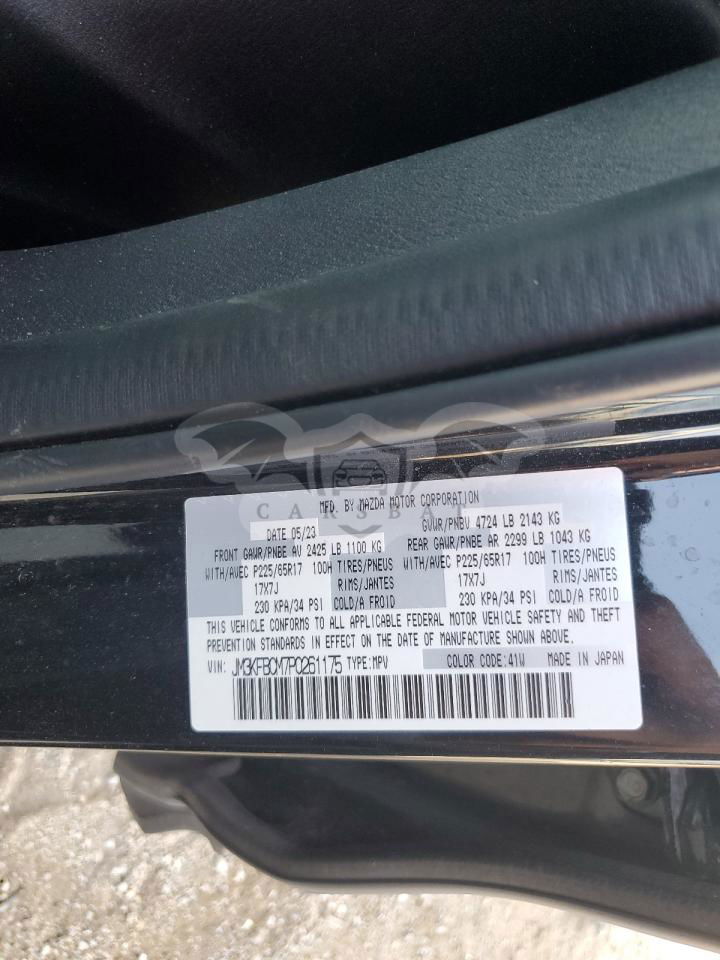 CARSBAT
MFD. BY MAZDA MOTOR CORPORATION
DATE 05/23 GVWR/PNBV 4724 LB 2143 KG
FRONT GAWR/PNBE AV 2425 LB 1100 KG REAR GAWR/PNBE AR 2299 LB 1043 KG
WITH/AVEC P225/65R17 100H TIRES/PNEUS WITH/AVEC P225/65R17 100H TIRES/PNEUS
17X7J RIMS/JANTES 17X7J RIMS/JANTES
230 KPA/34 PSI COLD/A FROID 230 KPA/34 PSI COLD/A FROID
THIS VEHICLE CONFORMS TO ALL APPLICABLE FEDERAL MOTOR VEHICLE SAFETY AND THEFT
PREVENTION STANDARDS IN EFFECT ON THE DATE OF MANUFACTURE SHOWN ABOVE.
VIN: JM3KFBCM7P0261175 TYPE:MPV COLOR CODE:41W MADE IN JAPAN